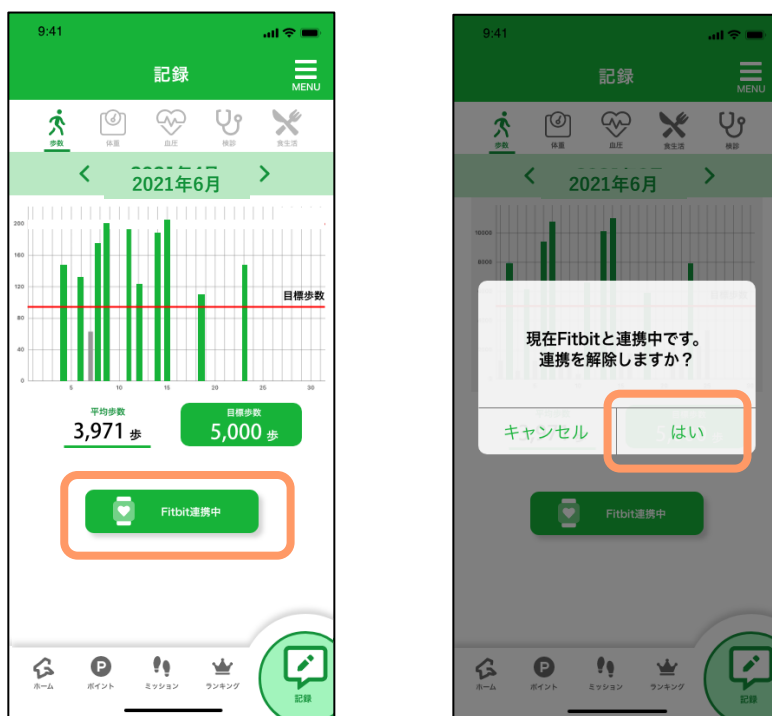 9:41
記録
MENU
歩数
体重
血圧
検診
食生活
2021年6月
200
160
120
80
40
0
目標歩数
5
10
15
20
25
30
平均歩数
3,971 歩
目標歩数
5,000 歩
Fitbit連携中
ホーム
ポイント
ミッション
ランキング
記録
9:41
記録
MENU
歩数
体重
血圧
食生活
検診
2021年6月
10000
8000
現在Fitbitと連携中です。
連携を解除しますか？
キャンセル
はい
Fitbit連携中
ホーム
ポイント
ミッション
ランキング
記録